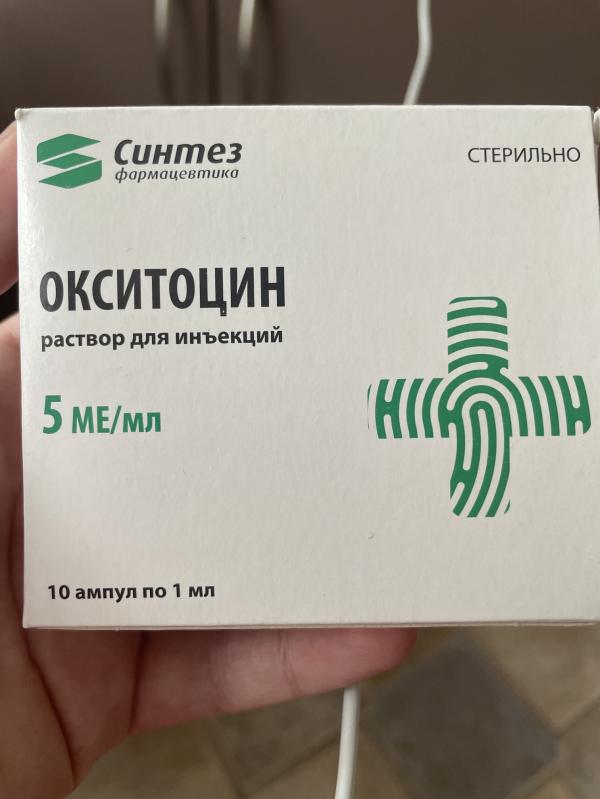 Синтез
фармацевтика
СТЕРИЛЬНО
ОКСИТОЦИН
раствор для инъекций
5 МЕ/мл
10 ампул по 1 мл